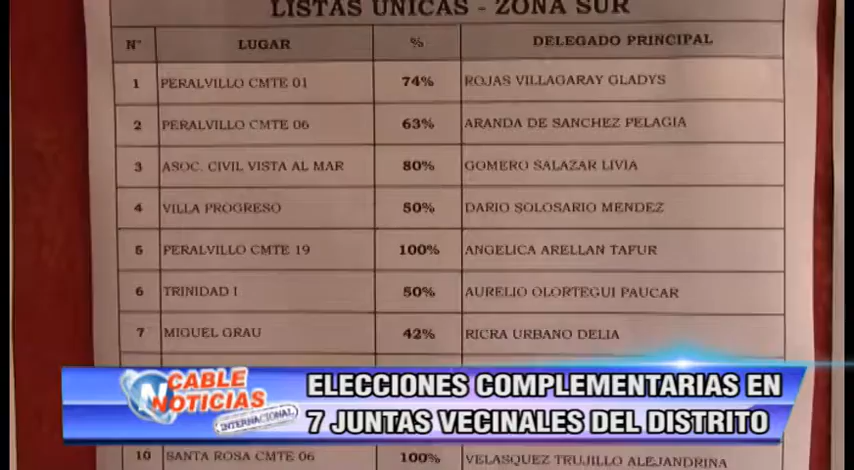 LISTAS UNICAS - ZONA SUR
N° LUGAR % DELEGADO PRINCIPAL
1 PERALVILLO CMTE 01 74% ROJAS VILLAGARAY GLADYS
2 PERALVILLO CMTE 06 63% ARANDA DE SANCHEZ PELAGIA
3 ASOC. CIVIL VISTA AL MAR 80% GOMERO SALAZAR LIVIA
4 VILLA PROGRESO 50% DARIO SOLOSARIO MENDEZ
5 PERALVILLO CMTE 19 100% ANGELICA ARELLAN TAFUR
6 TRINIDAD I 50% AURELIO OLORTEGUI PAUCAR
7 MIGUEL GRAU 42% RICRA URBANO DELIA
N CABLE NOTICIAS
INTERNACIONAL
ELECCIONES COMPLEMENTARIAS EN
7 JUNTAS VECINALES DEL DISTRITO
10 SANTA ROSA CMTE 06 100% VELASQUEZ TRUJILLO ALEJANDRINA